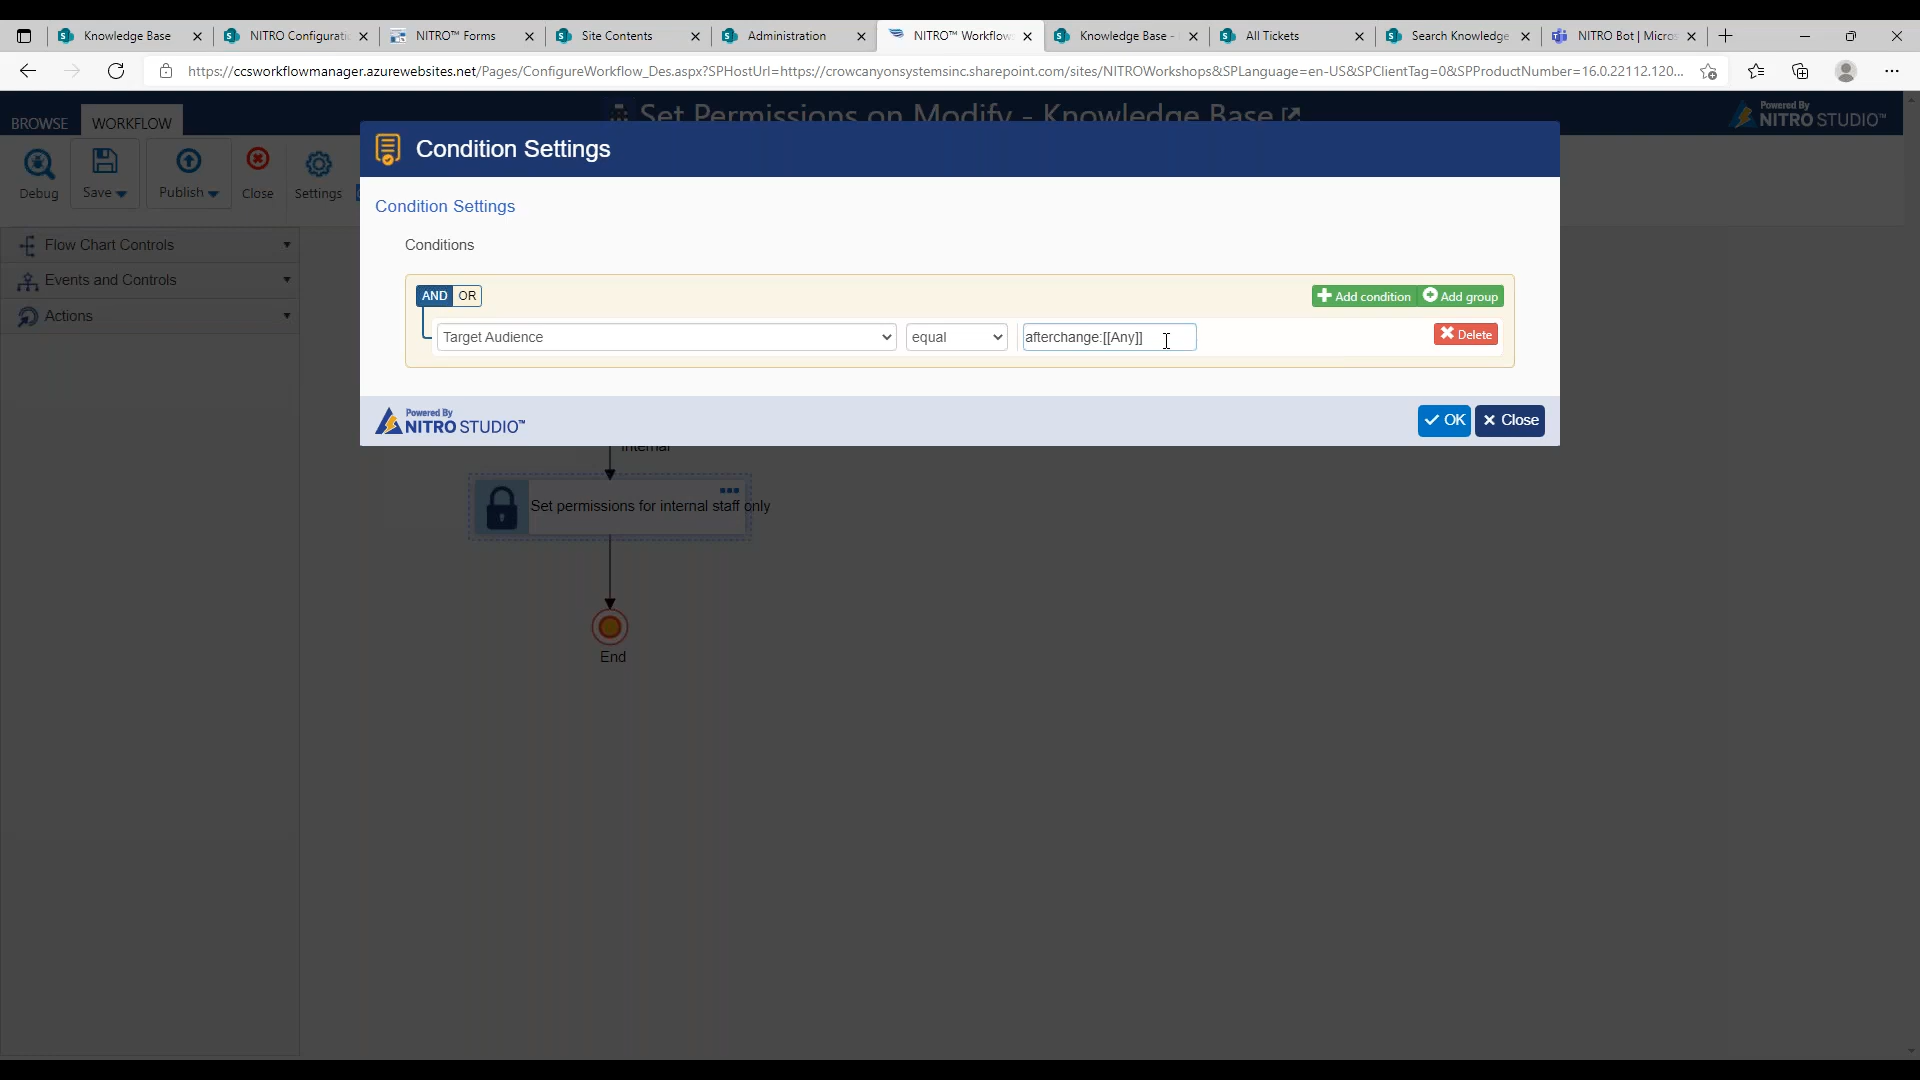 Knowledge Base
NITRO Configurati
NITRO™ Forms
Site Contents
Administration
NITRO™ Workflow
Knowledge Base -
All Tickets
Search Knowledge
NITRO Bot | Micros
https://ccsworkflowmanager.azurewebsites.net/Pages/ConfigureWorkflow_Des.aspx?SPHostUrl=https://crowcanyonsystemsinc.sharepoint.com/sites/NITROWorkshops&SPLanguage=en-US&SPClientTag=0&SPProductNumber=16.0.22112.120...
BROWSE
WORKFLOW
Set Permissions on Modify - Knowledge Base
Powered By
NITRO STUDIO™
Debug
Save
Publish
Close
Settings
Condition Settings
Condition Settings
Conditions
AND OR
Add condition
Add group
Target Audience
equal
afterchange:[[Any]]
Delete
Powered By
NITRO STUDIO™
OK
Close
Flow Chart Controls
Events and Controls
Actions
Internal
Set permissions for internal staff only
End